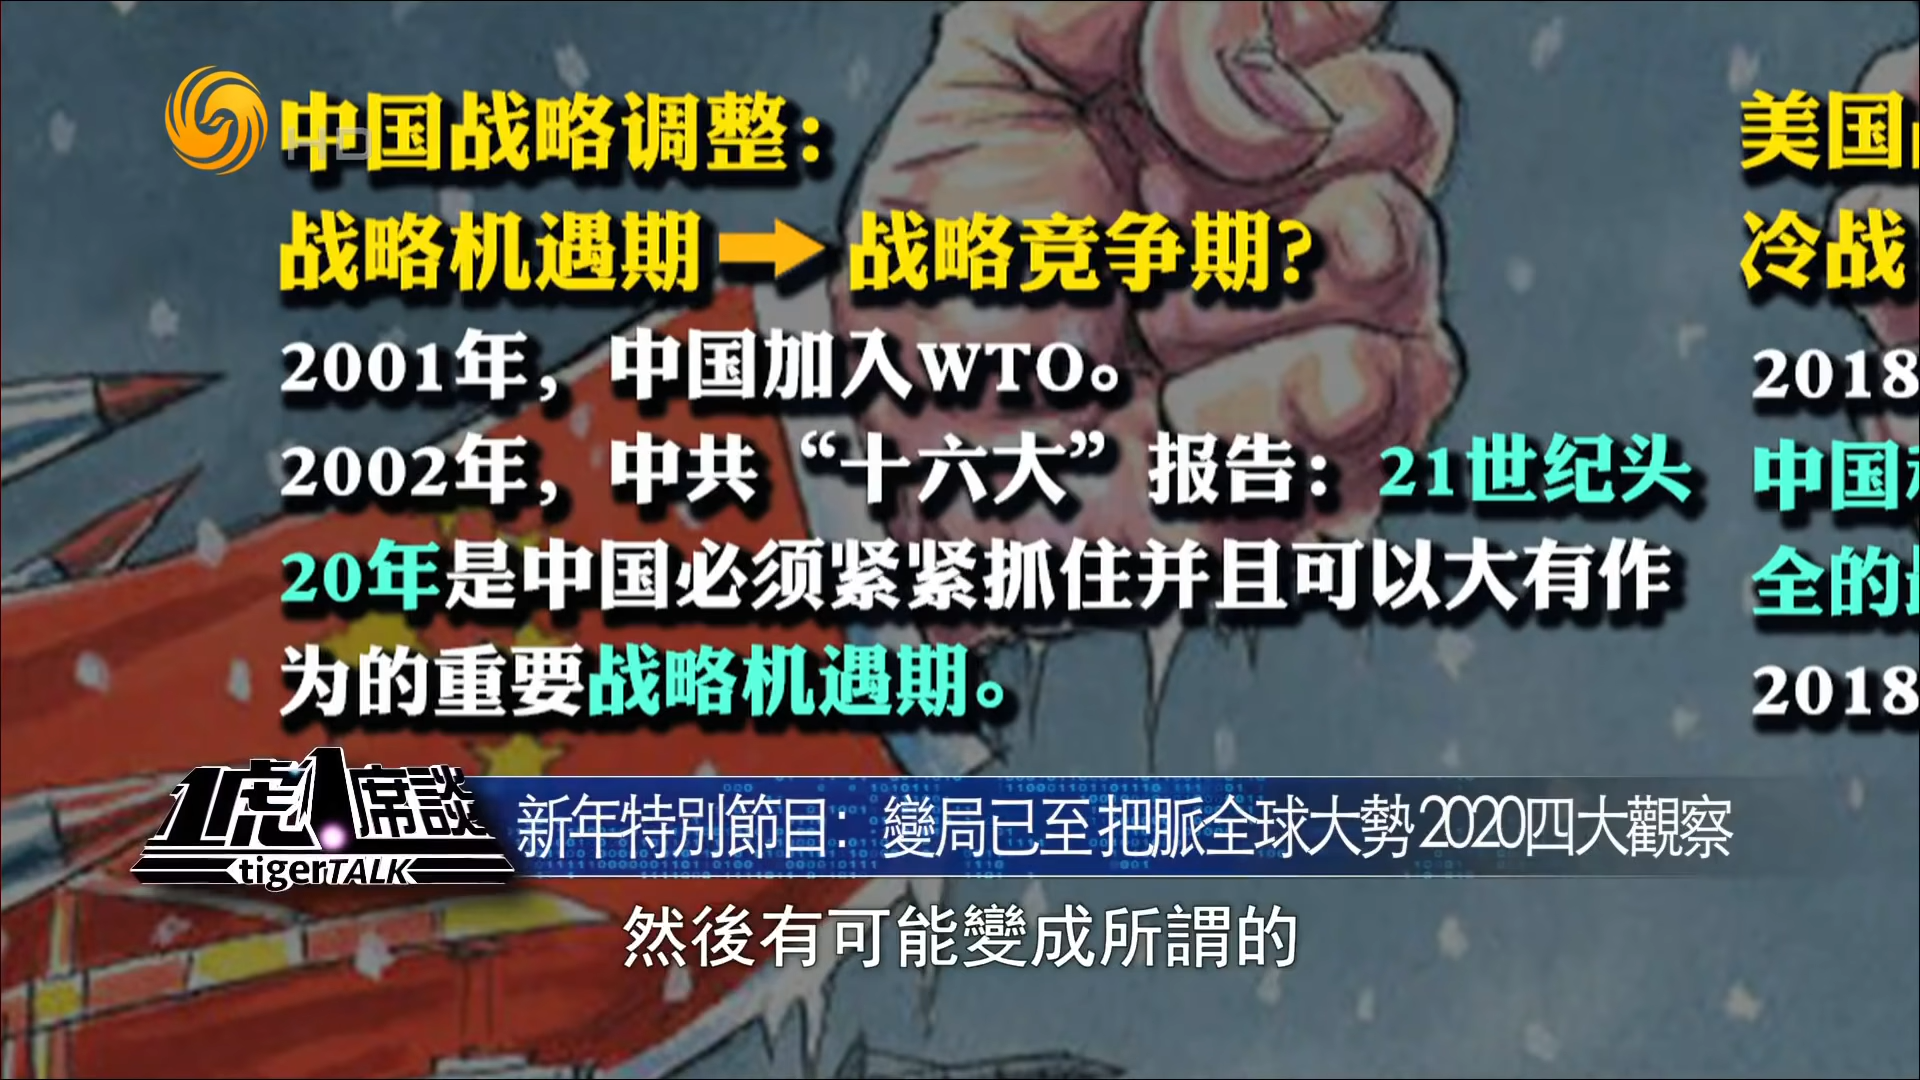 中国战略调整：
HD
战略机遇期➡战略竞争期？
2001年，中国加入WTO。
2002年，中共“十六大”报告：21世纪头
20年是中国必须紧紧抓住并且可以大有作
为的重要战略机遇期。
美国
冷战
2018
中国
全的
2018
一虎一席談
tigerTALK
新年特別節目：變局已至 把脈全球大勢 2020四大觀察
然後有可能變成所謂的